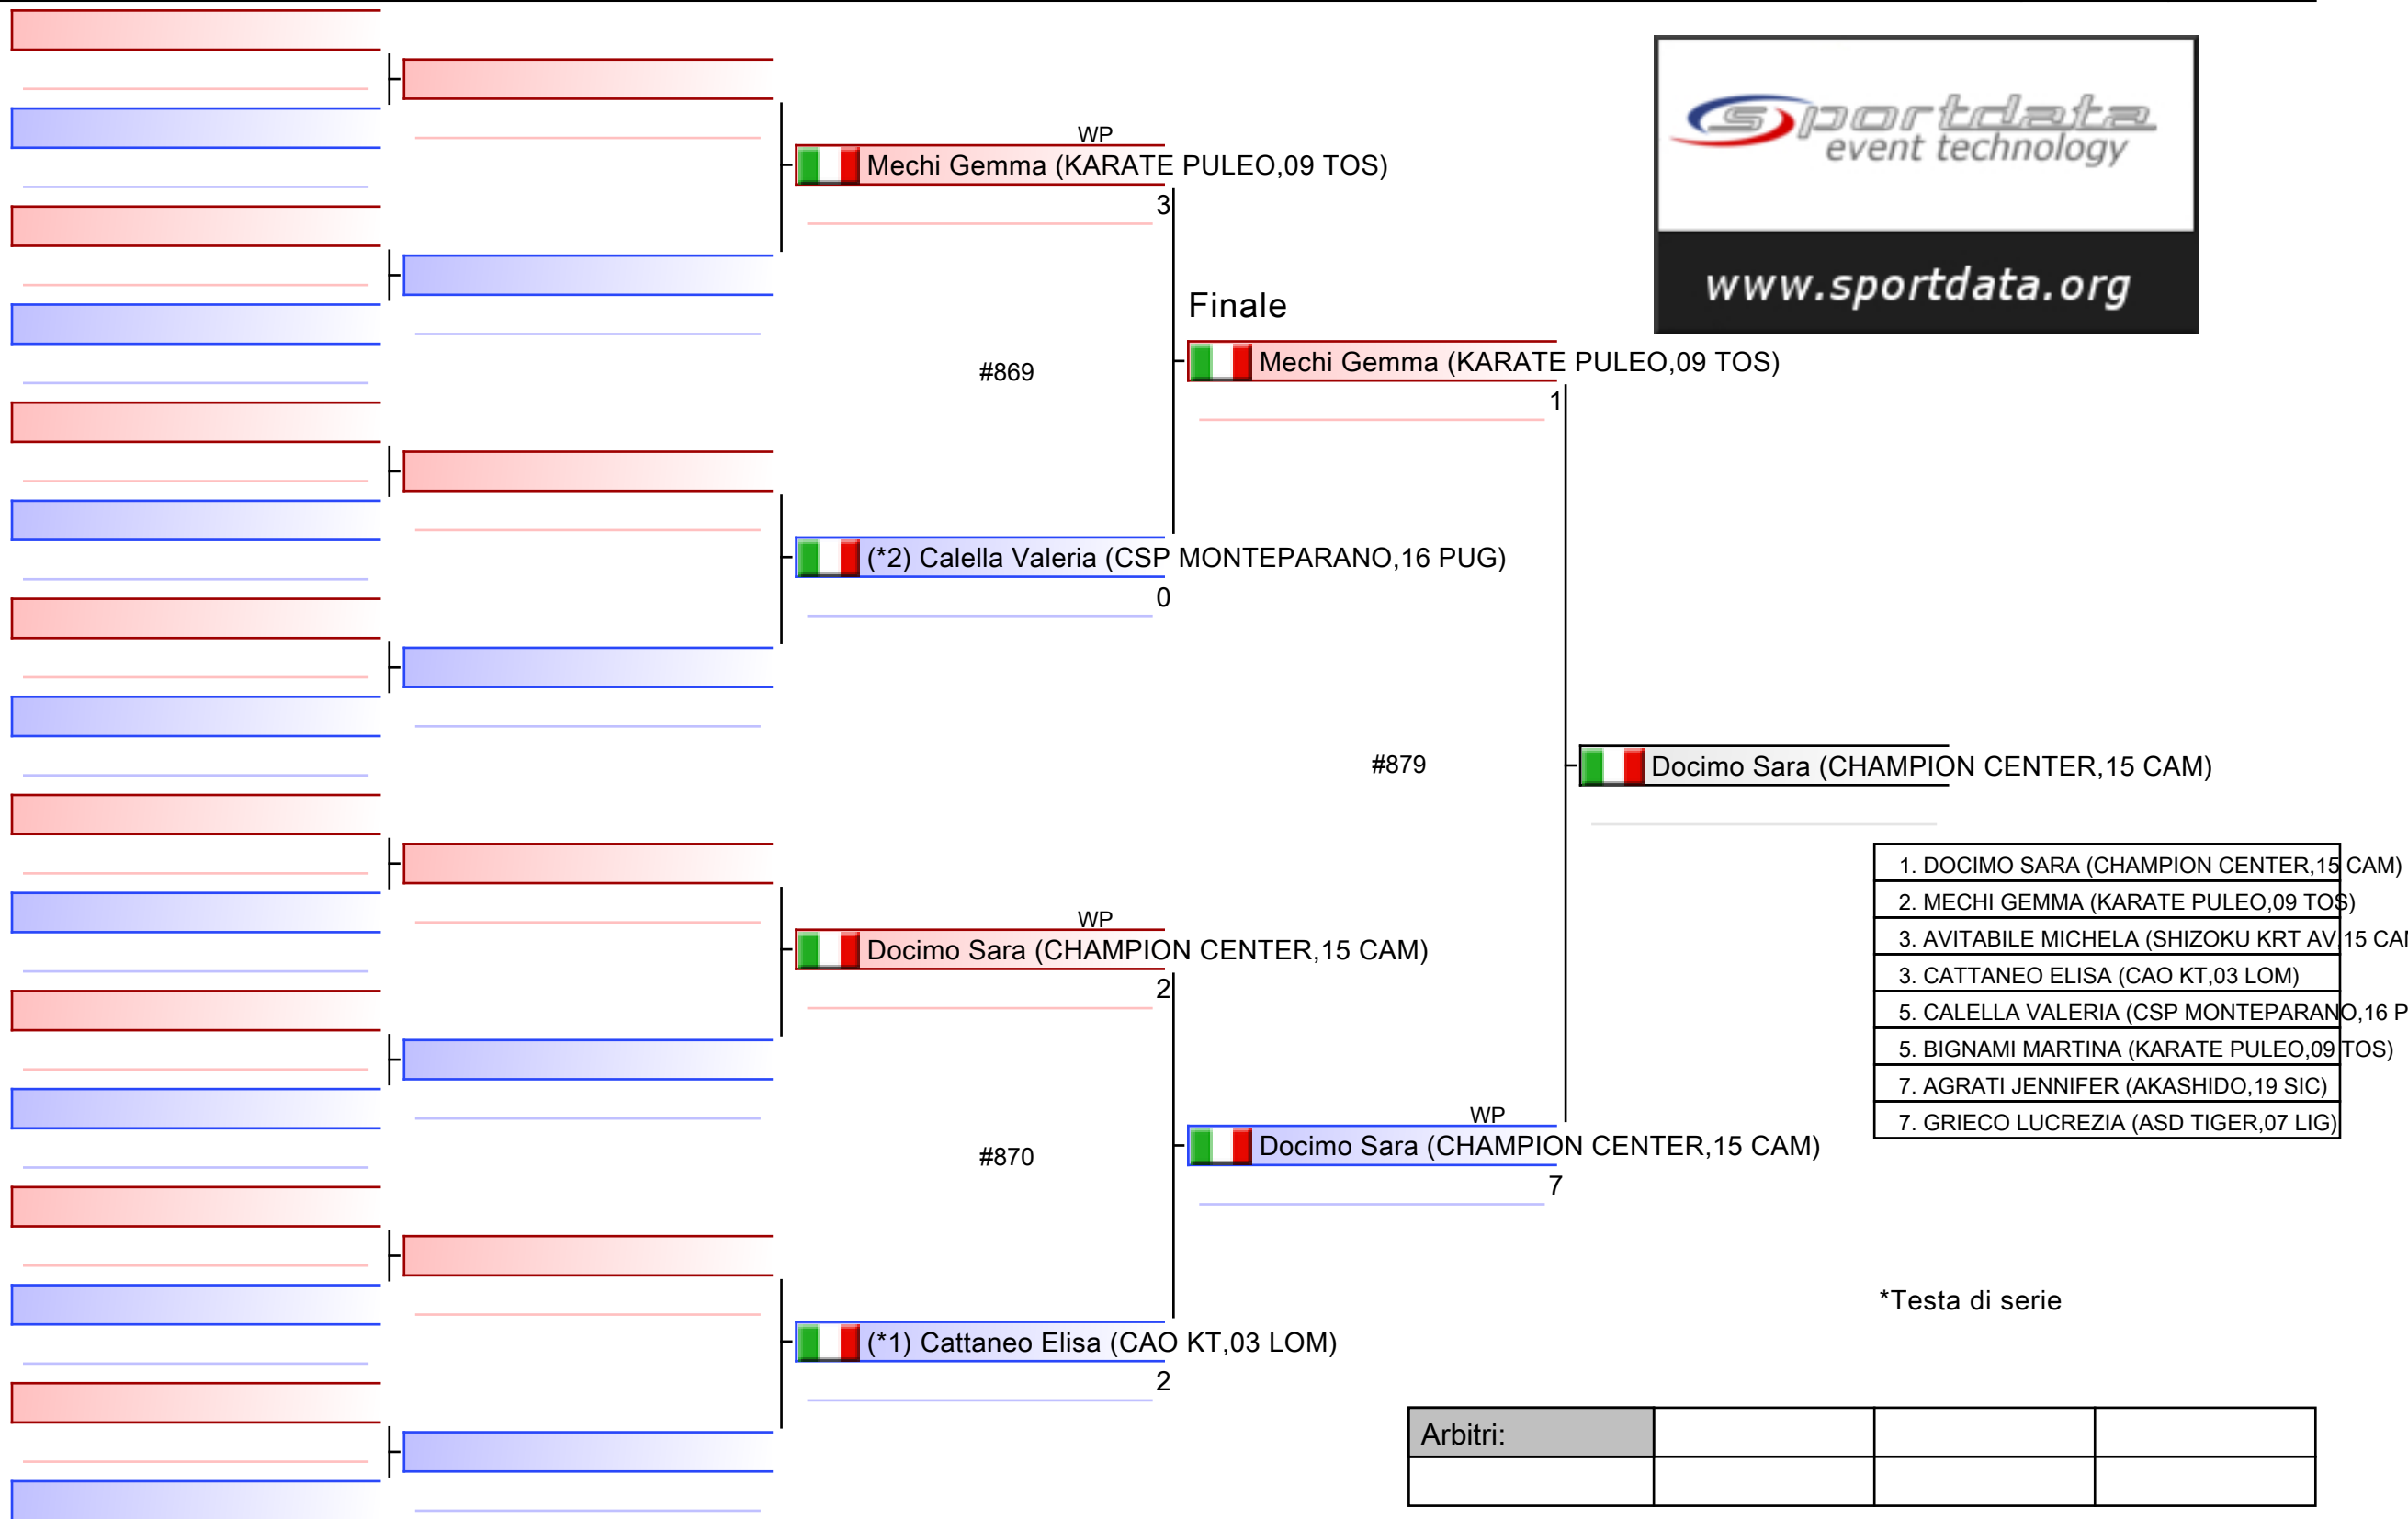 sportdata
event technology
www.sportdata.org
WP
Mechi Gemma (KARATE PULEO,09 TOS)
3
Finale
#869
Mechi Gemma (KARATE PULEO,09 TOS)
1
(*2) Calella Valeria (CSP MONTEPARANO,16 PUG)
0
#879
Docimo Sara (CHAMPION CENTER,15 CAM)
1. DOCIMO SARA (CHAMPION CENTER,15 CAM)
2. MECHI GEMMA (KARATE PULEO,09 TOS)
3. AVITABILE MICHELA (SHIZOKU KRT AV,15 CA
3. CATTANEO ELISA (CAO KT,03 LOM)
5. CALELLA VALERIA (CSP MONTEPARANO,16 P
5. BIGNAMI MARTINA (KARATE PULEO,09 TOS)
7. AGRATI JENNIFER (AKASHIDO,19 SIC)
7. GRIECO LUCREZIA (ASD TIGER,07 LIG)
WP
Docimo Sara (CHAMPION CENTER,15 CAM)
2
WP
#870
Docimo Sara (CHAMPION CENTER,15 CAM)
7
(*1) Cattaneo Elisa (CAO KT,03 LOM)
2
*Testa di serie
Arbitri: